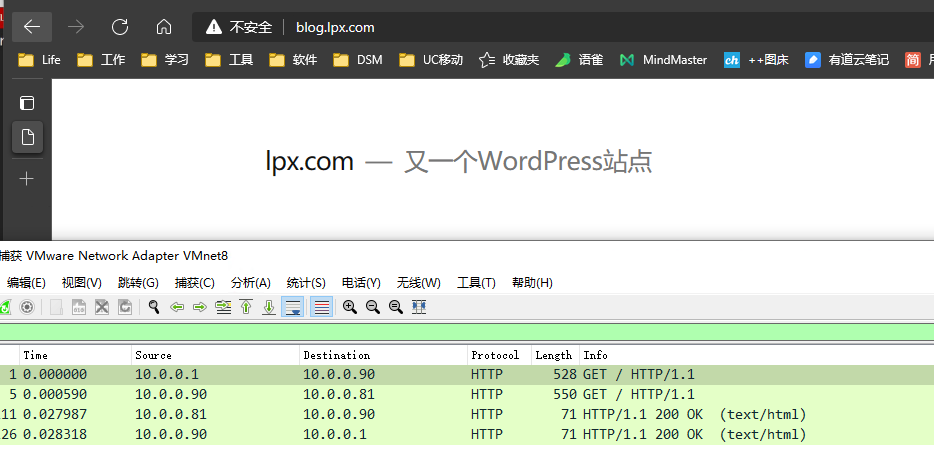 不安全 blog.lpx.com
Life 工作 学习 工具 软件 DSM UC移动 收藏夹 语雀 MindMaster ch ++图床 有道云笔记 简
lpx.com — 又一个WordPress站点
捕获 VMware Network Adapter VMnet8
编辑(E) 视图(V) 跳转(G) 捕获(C) 分析(A) 统计(S) 电话(Y) 无线(W) 工具(T) 帮助(H)
Time Source Destination Protocol Length Info
1 0.000000 10.0.0.1 10.0.0.90 HTTP 528 GET / HTTP/1.1
5 0.000590 10.0.0.90 10.0.0.81 HTTP 550 GET / HTTP/1.1
11 0.027987 10.0.0.81 10.0.0.90 HTTP 71 HTTP/1.1 200 OK (text/html)
26 0.028318 10.0.0.90 10.0.0.1 HTTP 71 HTTP/1.1 200 OK (text/html)